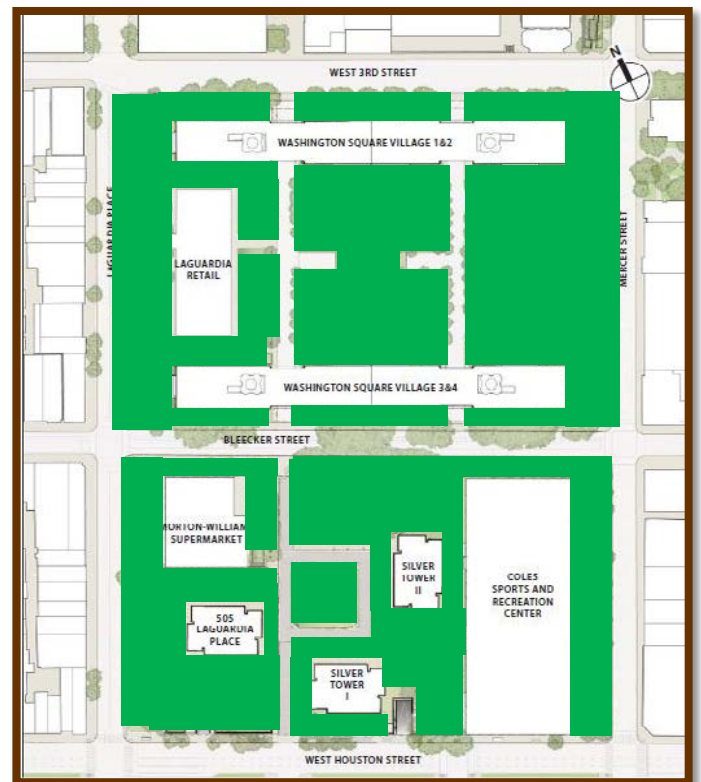 WEST 3RD STREET
N
WASHINGTON SQUARE VILLAGE 1&2
LAGUARDIA PLACE
LAGUARDIA
RETAIL
MERCER STREET
WASHINGTON SQUARE VILLAGE 3&4
BLEECKER STREET
MORTON-WILLIAM
SUPERMARKET
SILVER
TOWER
II
COLES
SPORTS AND
RECREATION
CENTER
505
LAGUARDIA
PLACE
SILVER
TOWER
I
WEST HOUSTON STREET